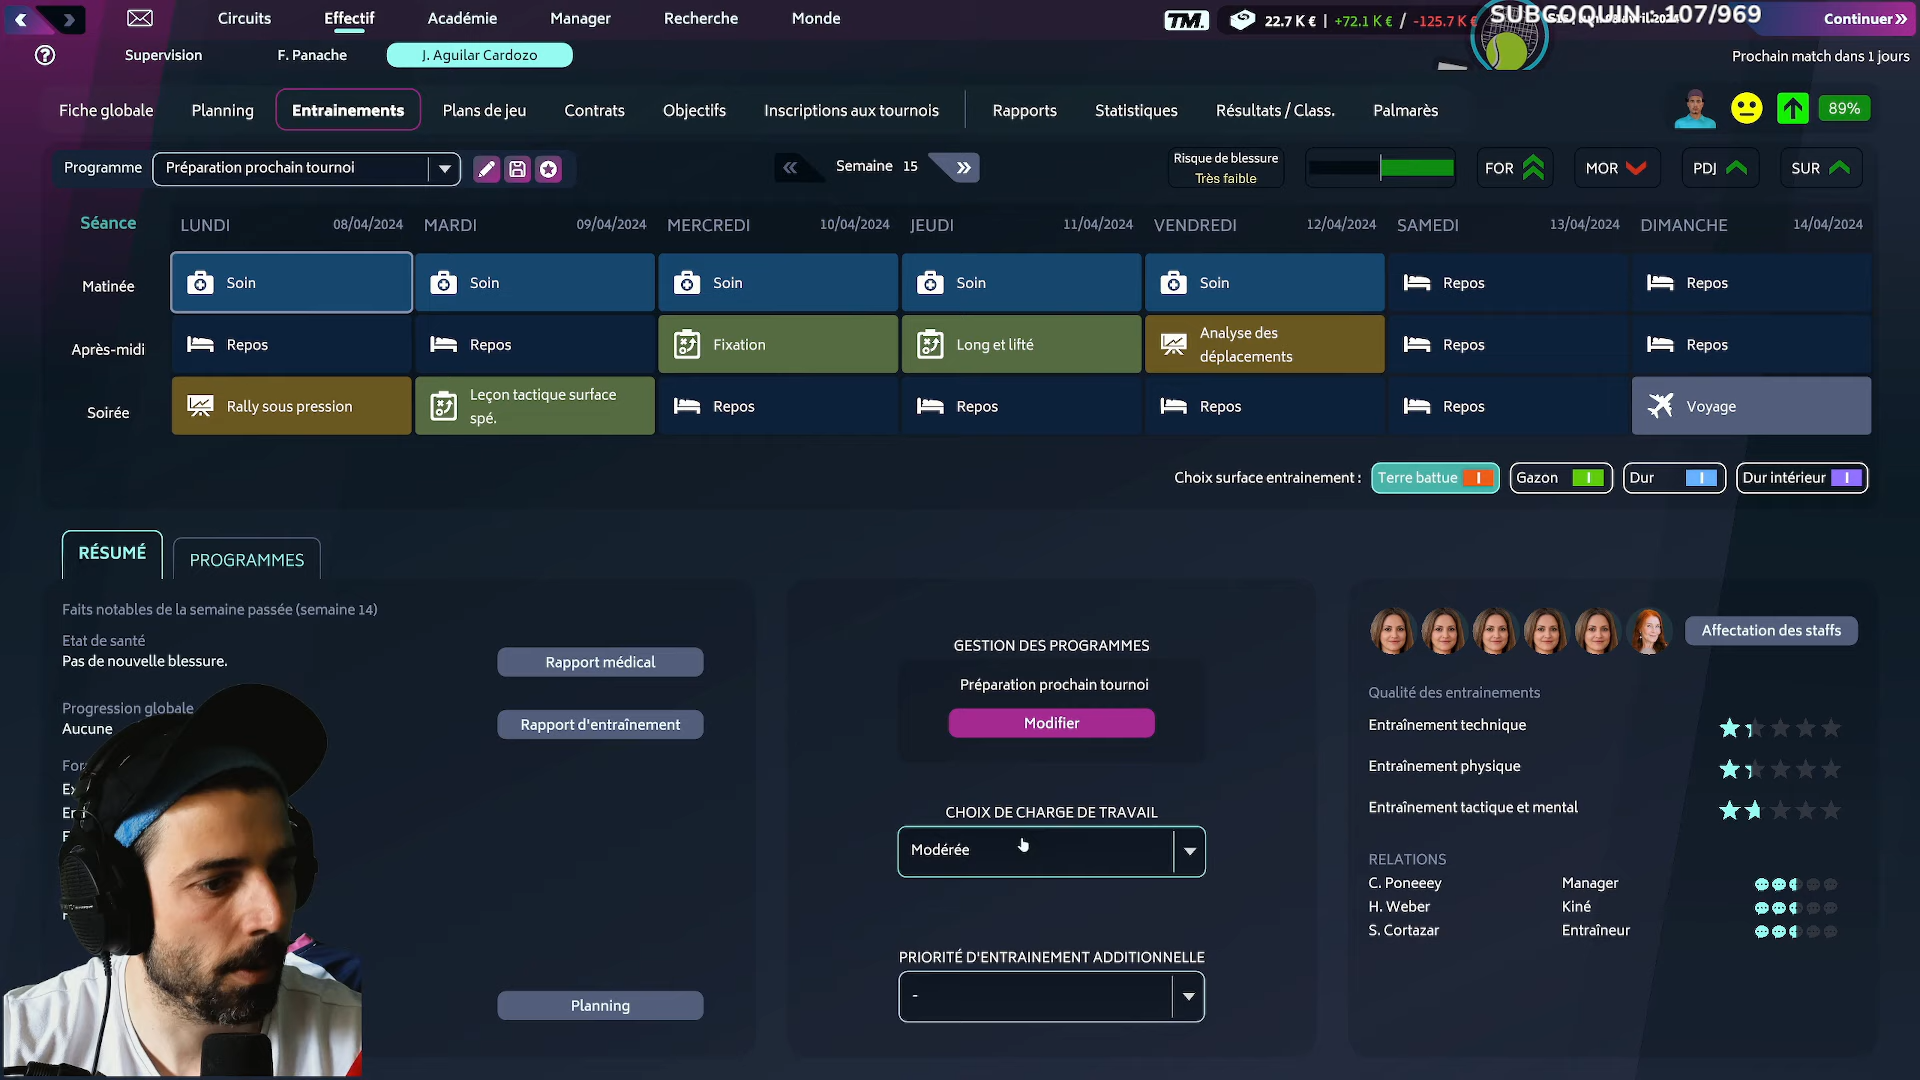 Circuits
Effectif
Académie
Manager
Recherche
Monde
TM.
22.7 K € | +72.1 K € / -125.7 K €
SUBCOQUIN : 107/969
Continuer
Supervision
F. Panache
J. Aguilar Cardozo
Prochain match dans 1 jours
Fiche globale
Planning
Entrainements
Plans de jeu
Contrats
Objectifs
Inscriptions aux tournois
Rapports
Statistiques
Résultats / Class.
Palmarès
89%
Programme
Préparation prochain tournoi
Semaine 15
Risque de blessure
Très faible
FOR
MOR
PDJ
SUR
Séance
LUNDI 08/04/2024
MARDI 09/04/2024
MERCREDI 10/04/2024
JEUDI 11/04/2024
VENDREDI 12/04/2024
SAMEDI 13/04/2024
DIMANCHE 14/04/2024
Matinée
Soin
Soin
Soin
Soin
Soin
Repos
Repos
Après-midi
Repos
Repos
Fixation
Long et lifté
Analyse des
déplacements
Repos
Repos
Soirée
Rally sous pression
Leçon tactique surface
spé.
Repos
Repos
Repos
Repos
Voyage
Choix surface entrainement :
Terre battue
Gazon
Dur
Dur intérieur
RÉSUMÉ
PROGRAMMES
Faits notables de la semaine passée (semaine 14)
Etat de santé
Pas de nouvelle blessure.
Rapport médical
Progression globale
Aucune
Rapport d'entraînement
Planning
GESTION DES PROGRAMMES
Préparation prochain tournoi
Modifier
CHOIX DE CHARGE DE TRAVAIL
Modérée
PRIORITÉ D'ENTRAINEMENT ADDITIONNELLE
-
Affectation des staffs
Qualité des entrainements
Entraînement technique
Entraînement physique
Entraînement tactique et mental
RELATIONS
C. Poneeey Manager
H. Weber Kiné
S. Cortazar Entraîneur